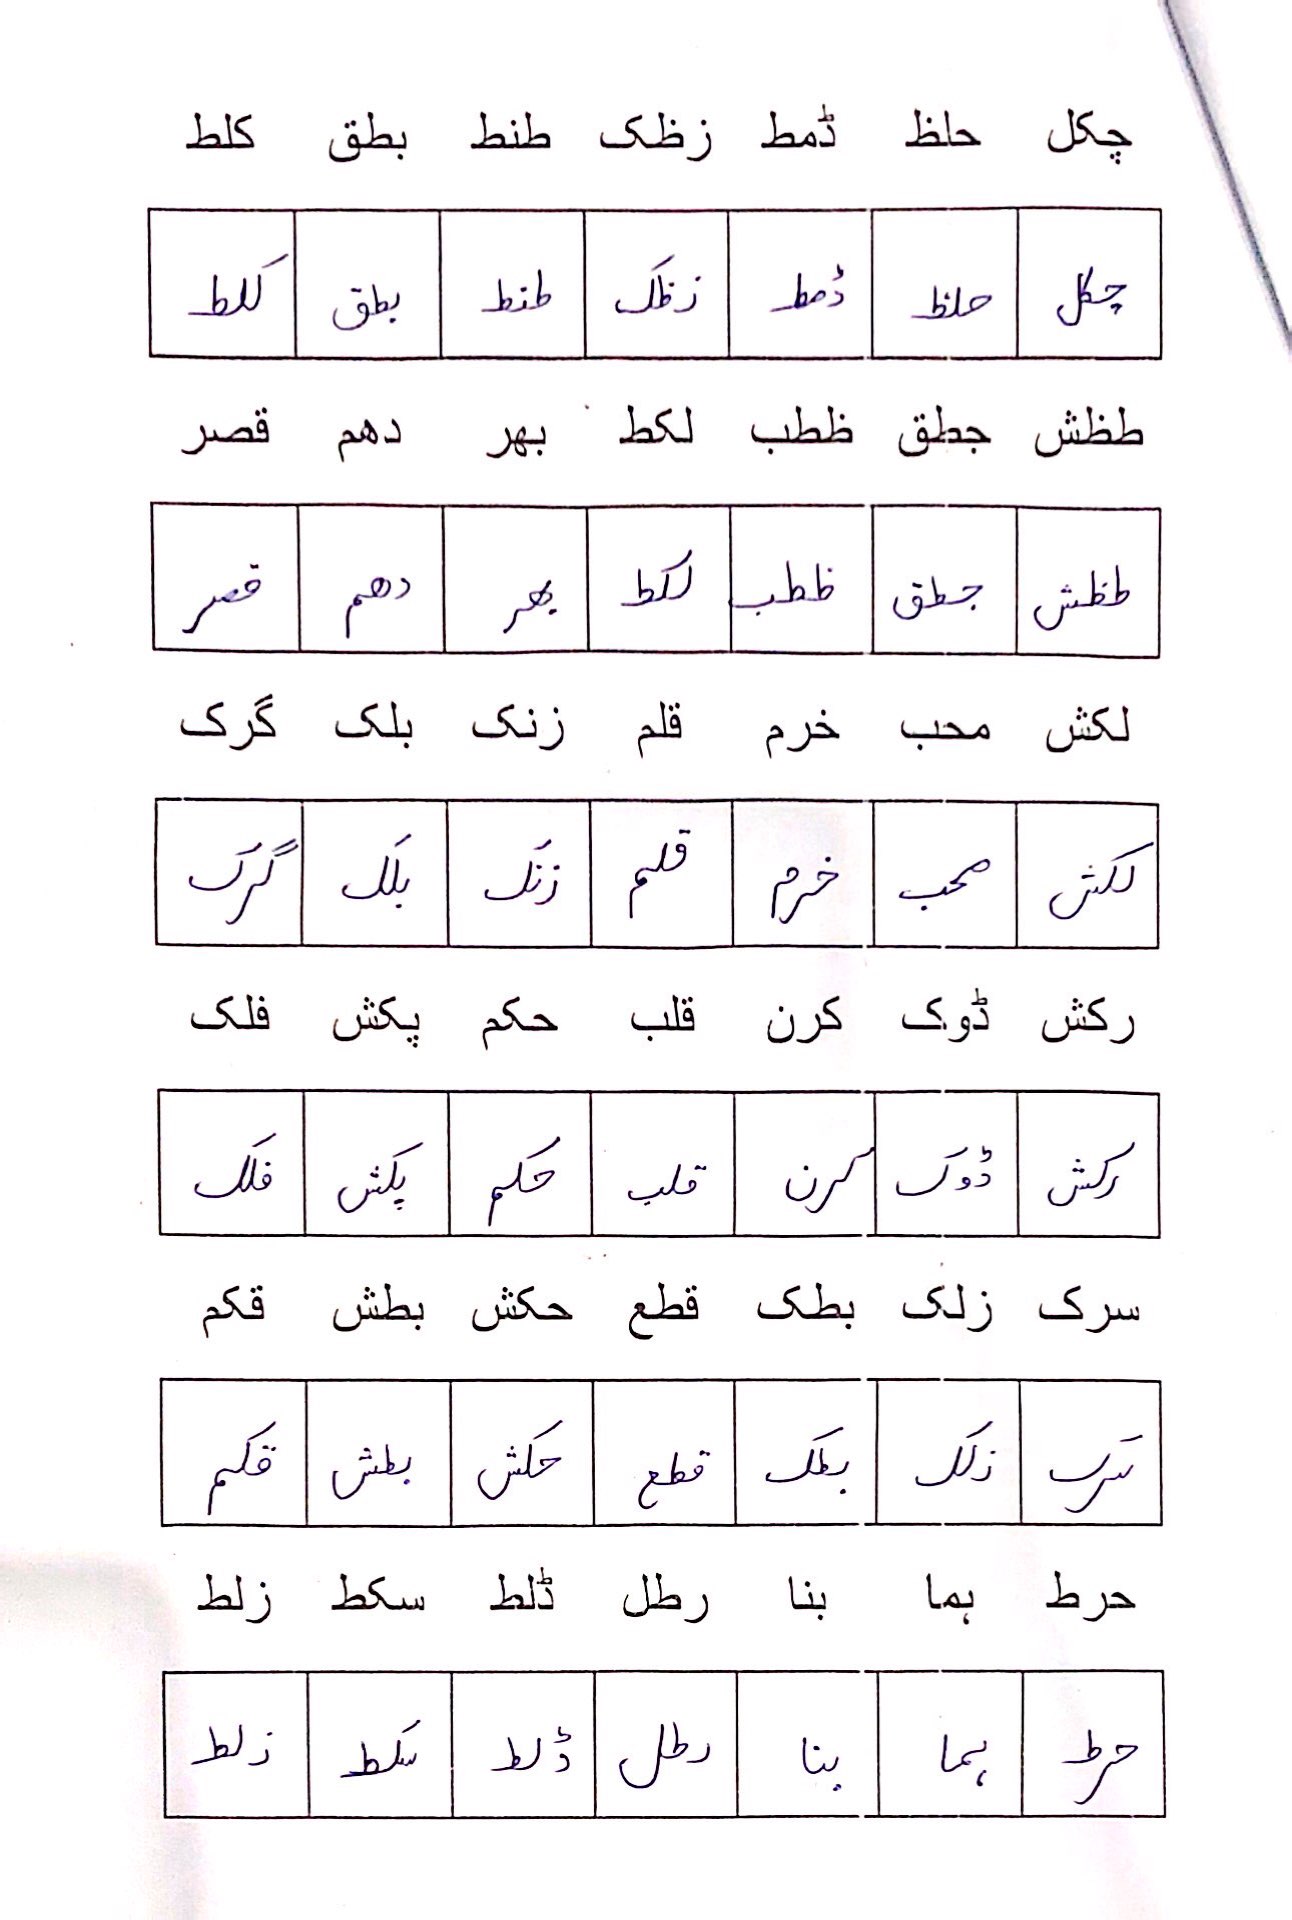 چکل حلظ ڈمط زظک طنط بطق کلط
چکل حلظ ڈمط زظک طنط بطق کلط
طظش جطق ظطب لکط بھر دھم قصر
طظش جطق ظطب لکط بھر دھم قصر
لکش محب خرم قلم زنک بلک گرک
لکش محب خرم قلم زنک بلک گرک
رکش ڈوک کرن قلب حکم پکش فلک
رکش ڈوک کرن قلب حکم پکش فلک
سرک زلک بطک قطع حکش بطش قکم
سرک زلک بطک قطع حکش بطش قکم
حرط ہما بنا رطل ڈلط سکط زلط
حرط ہما بنا رطل ڈلط سکط زلط